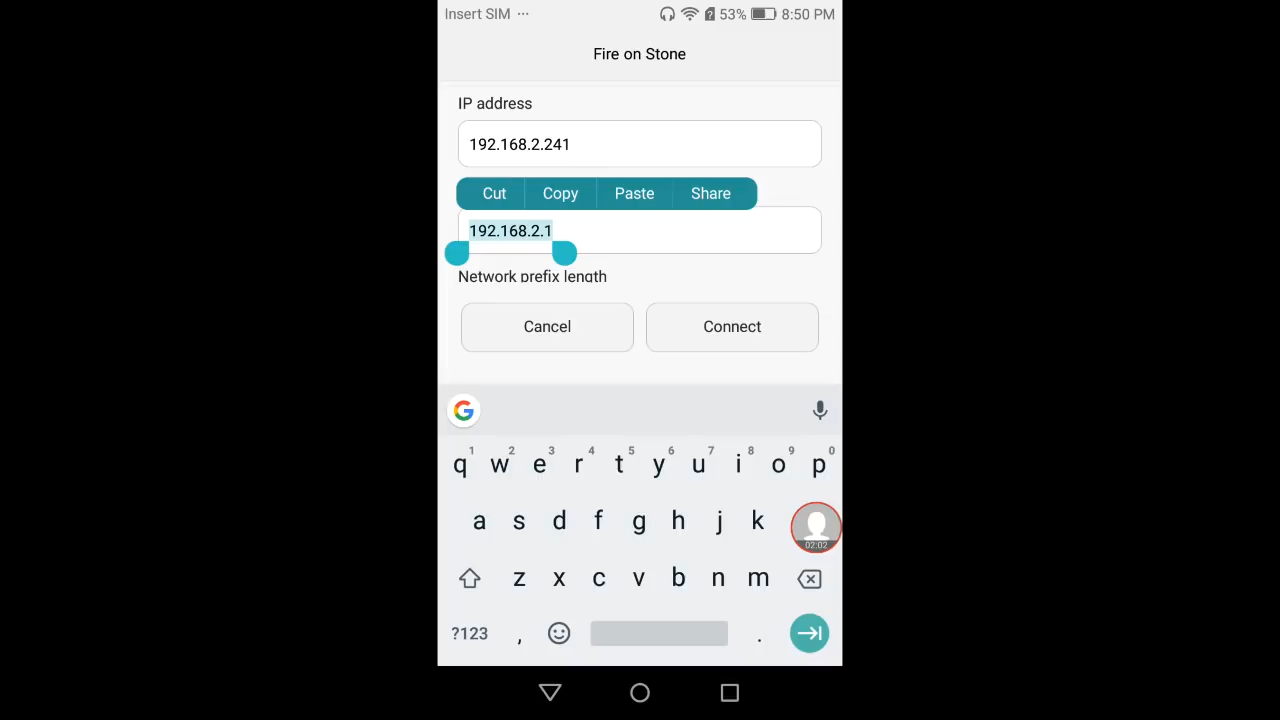 Insert SIM ···
53% 8:50 PM
Fire on Stone
IP address
192.168.2.241
Cut Copy Paste Share
192.168.2.1
Network prefix length
Cancel Connect
G
q 1 w 2 e 3 r 4 t 5 y 6 u 7 i 8 o 9 p 0
a s d f g h j k
02:02
z x c v b n m
?123 , .